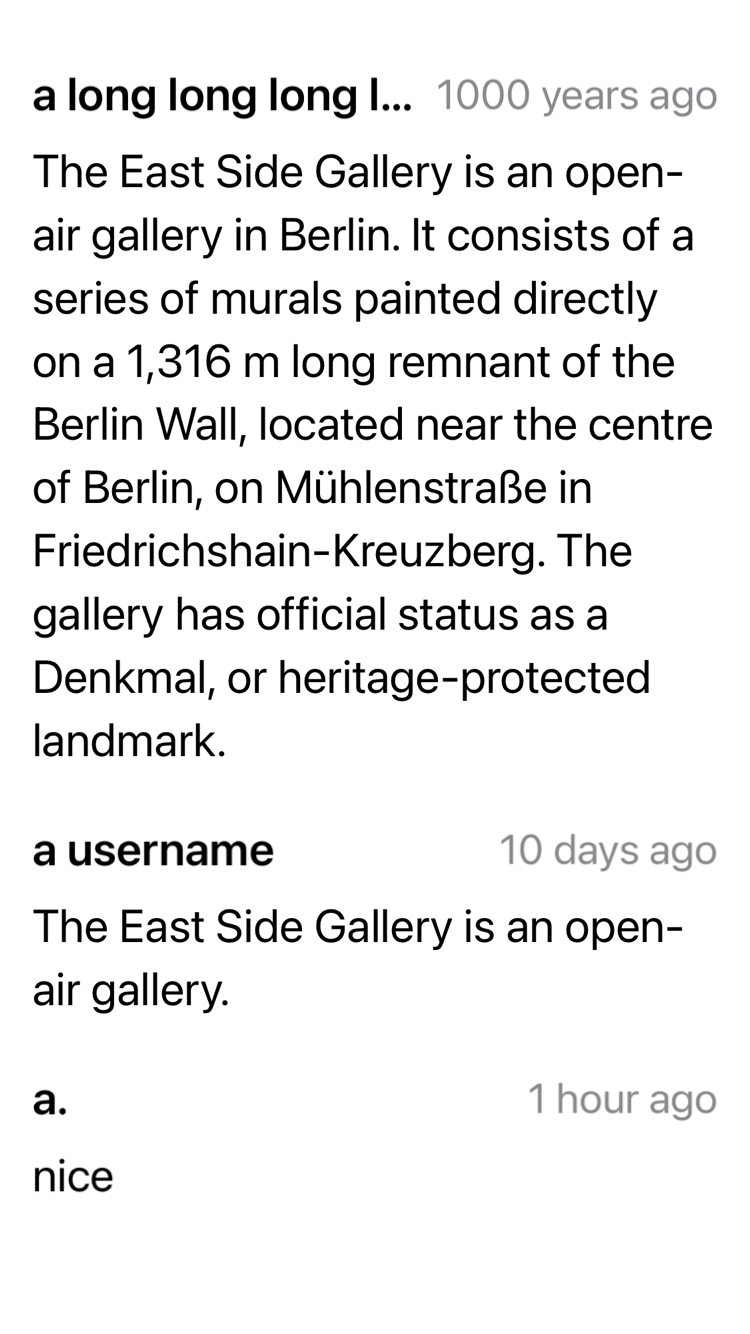 a long long long l... 1000 years ago
The East Side Gallery is an open-
air gallery in Berlin. It consists of a
series of murals painted directly
on a 1,316 m long remnant of the
Berlin Wall, located near the centre
of Berlin, on Mühlenstraße in
Friedrichshain-Kreuzberg. The
gallery has official status as a
Denkmal, or heritage-protected
landmark.
a username 10 days ago
The East Side Gallery is an open-
air gallery.
a. 1 hour ago
nice